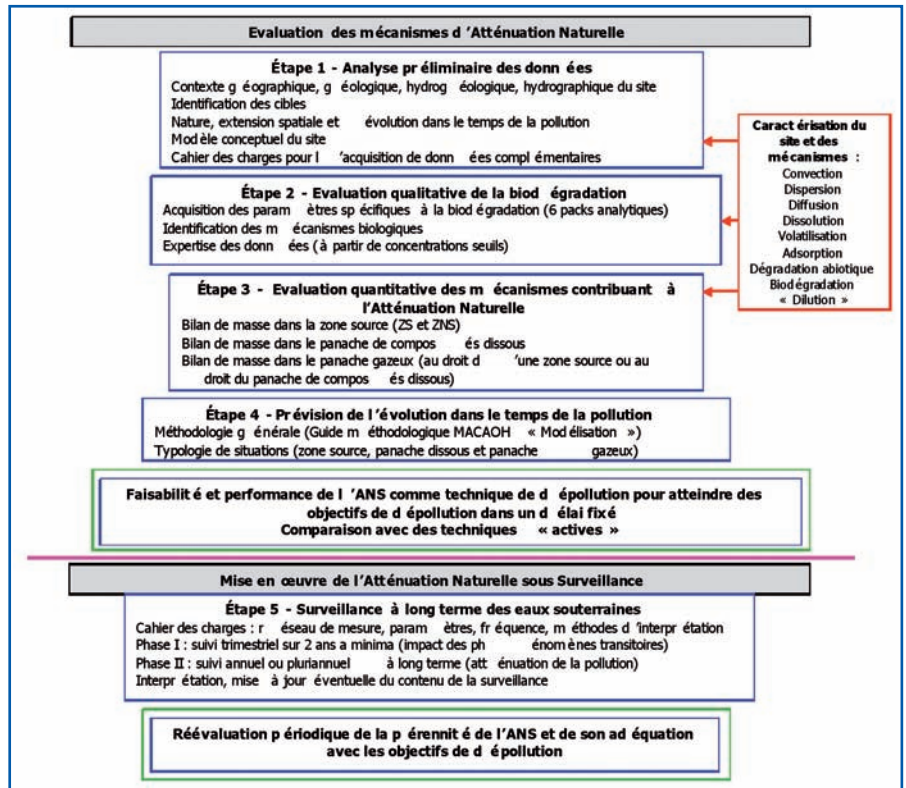 Evaluation des mécanismes d'Atténuation Naturelle
Étape 1 - Analyse préliminaire des données
Contexte géographique, géologique, hydrogéologique, hydrographique du site
Identification des cibles
Nature, extension spatiale et évolution dans le temps de la pollution
Modèle conceptuel du site
Cahier des charges pour l'acquisition de données complémentaires
Caractérisation du
site et des
mécanismes :
Convection
Dispersion
Diffusion
Dissolution
Volatilisation
Adsorption
Dégradation abiotique
Biodégradation
« Dilution »
Étape 2 - Evaluation qualitative de la biodégradation
Acquisition des paramètres spécifiques à la biodégradation (6 packs analytiques)
Identification des mécanismes biologiques
Expertise des données (à partir de concentrations seuils)
Étape 3 - Evaluation quantitative des mécanismes contribuant à
l'Atténuation Naturelle
Bilan de masse dans la zone source (ZS et ZNS)
Bilan de masse dans le panache de composés dissous
Bilan de masse dans le panache gazeux (au droit d'une zone source ou au
droit du panache de composés dissous)
Étape 4 - Prévision de l'évolution dans le temps de la pollution
Méthodologie générale (Guide méthodologique MACAOH « Modélisation »)
Typologie de situations (zone source, panache dissous et panache gazeux)
Faisabilité et performance de l'ANS comme technique de dépollution pour atteindre des
objectifs de dépollution dans un délai fixé
Comparaison avec des techniques « actives »
Mise en œuvre de l'Atténuation Naturelle sous Surveillance
Étape 5 - Surveillance à long terme des eaux souterraines
Cahier des charges : réseau de mesure, paramètres, fréquence, méthodes d'interprétation
Phase I : suivi trimestriel sur 2 ans a minima (impact des phénomènes transitoires)
Phase II : suivi annuel ou pluriannuel à long terme (atténuation de la pollution)
Interprétation, mise à jour éventuelle du contenu de la surveillance
Réévaluation périodique de la pérennité de l'ANS et de son adéquation
avec les objectifs de dépollution